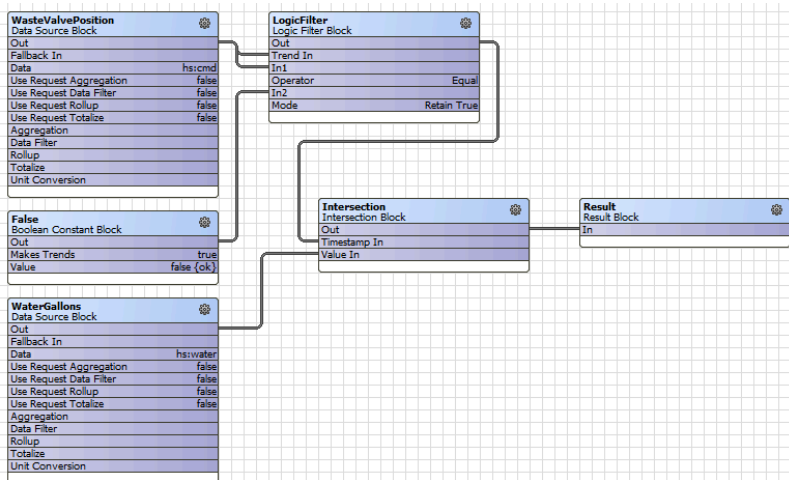 WasteValvePosition
Data Source Block
Out
Fallback In
Data hs:cmd
Use Request Aggregation false
Use Request Data Filter false
Use Request Rollup false
Use Request Totalize false
Aggregation
Data Filter
Rollup
Totalize
Unit Conversion
LogicFilter
Logic Filter Block
Out
Trend In
In1
Operator Equal
In2
Mode Retain True
False
Boolean Constant Block
Out
Makes Trends true
Value false {ok}
Intersection
Intersection Block
Out
Timestamp In
Value In
Result
Result Block
In
WaterGallons
Data Source Block
Out
Fallback In
Data hs:water
Use Request Aggregation false
Use Request Data Filter false
Use Request Rollup false
Use Request Totalize false
Aggregation
Data Filter
Rollup
Totalize
Unit Conversion